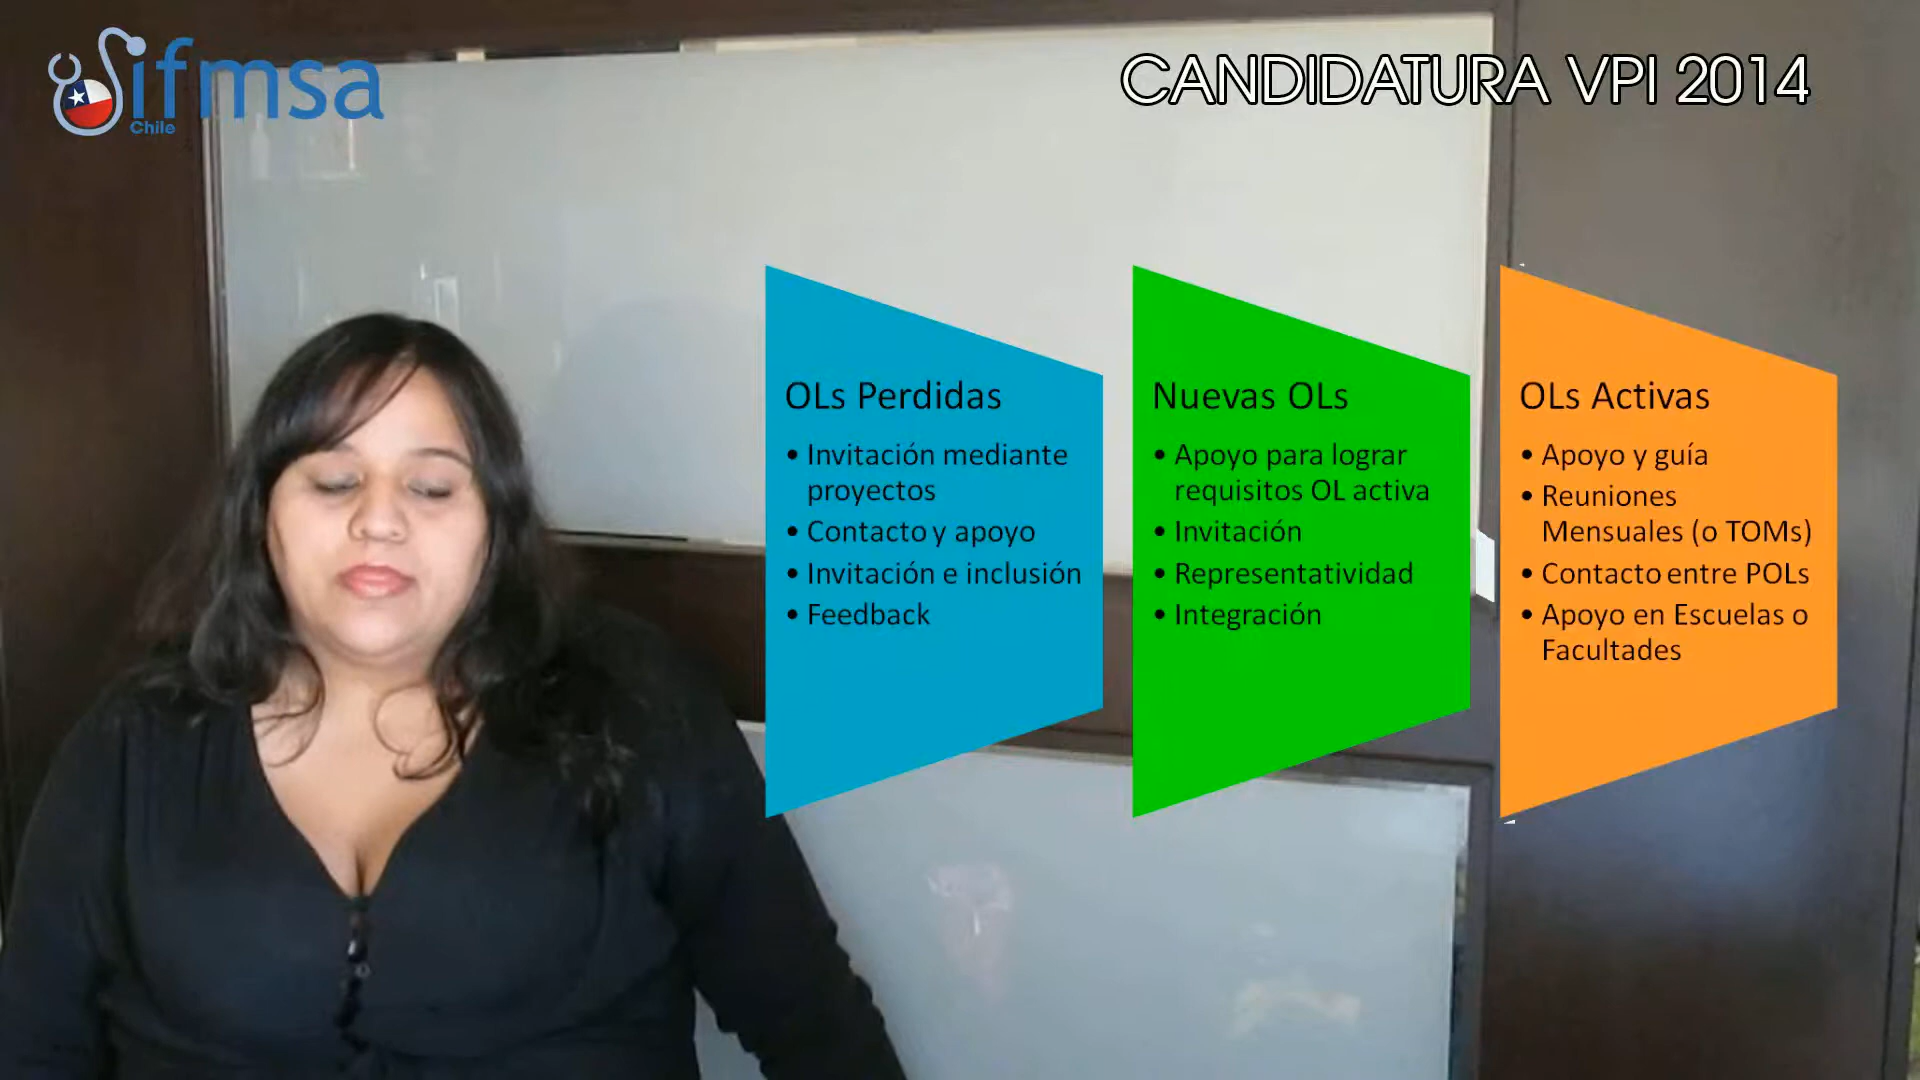 ifmsa
Chile
CANDIDATURA VPI 2014
OLs Perdidas
• Invitación mediante
proyectos
• Contacto y apoyo
• Invitación e inclusión
• Feedback
Nuevas OLs
• Apoyo para lograr
requisitos OL activa
• Invitación
• Representatividad
• Integración
OLs Activas
• Apoyo y guía
• Reuniones
Mensuales (o TOMs)
• Contacto entre POLs
• Apoyo en Escuelas o
Facultades